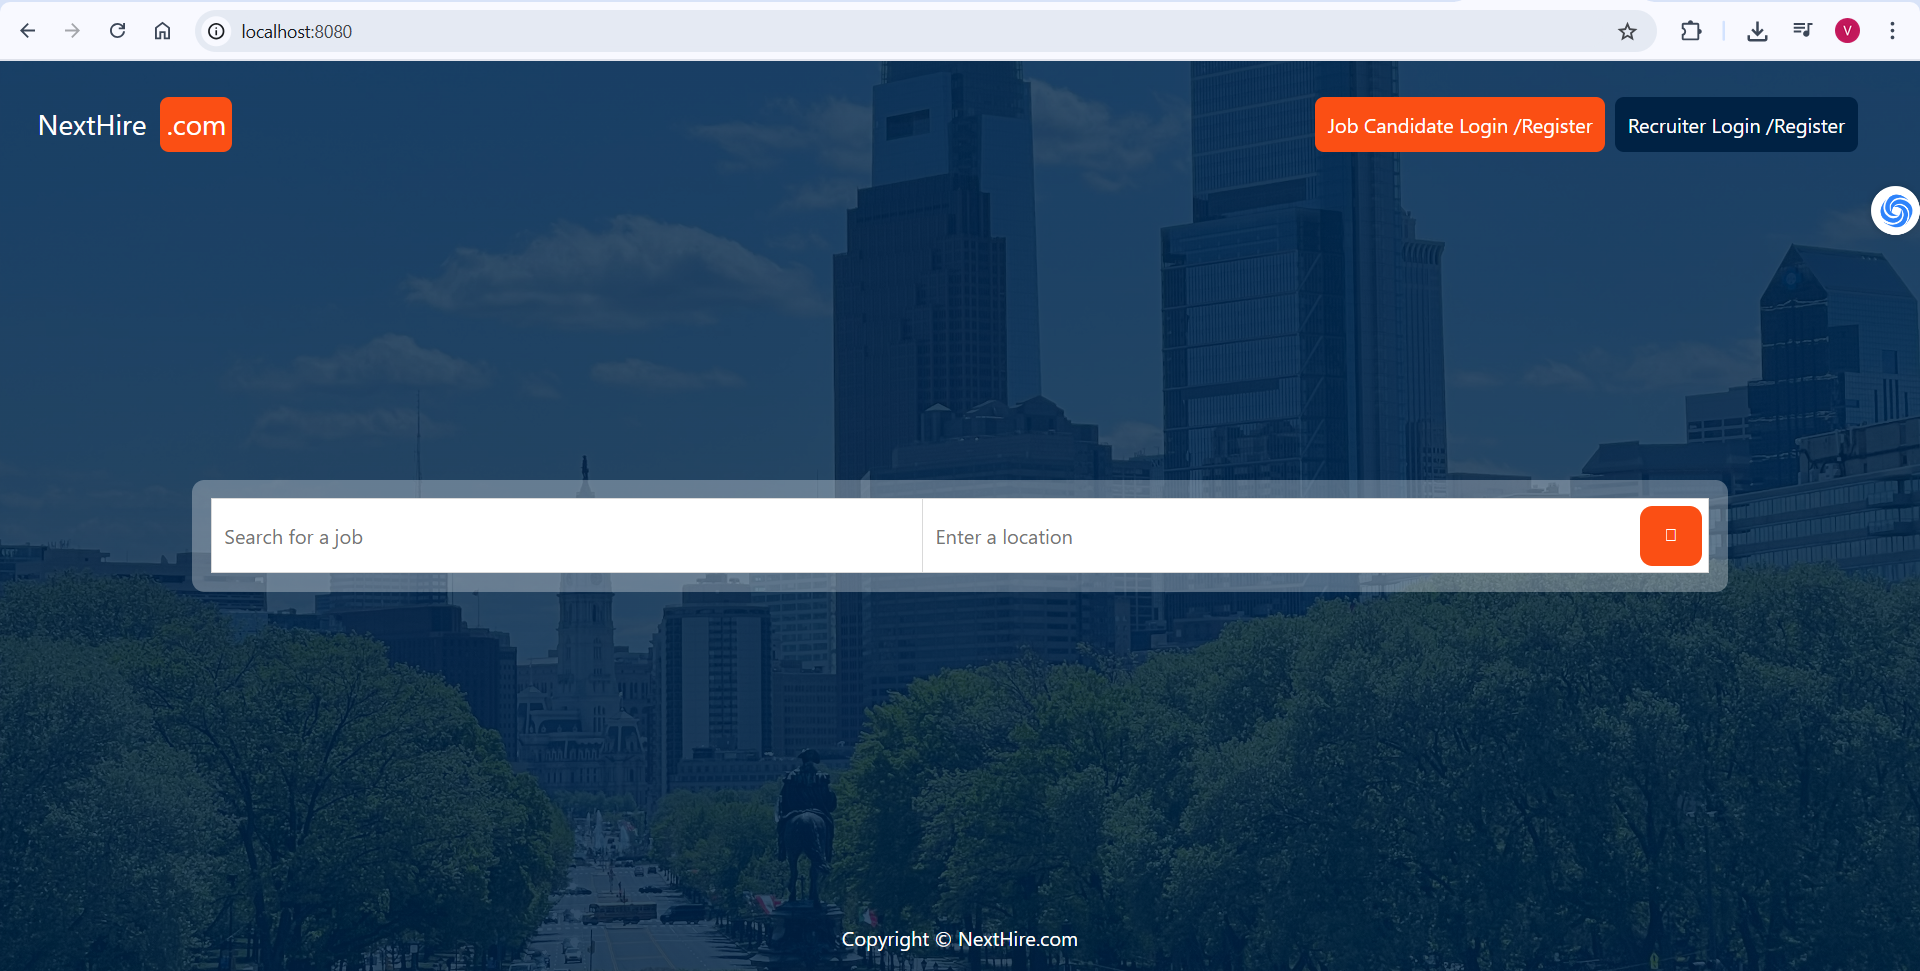 localhost:8080
V
NextHire .com
Job Candidate Login /Register
Recruiter Login /Register
Search for a job
Enter a location
Copyright © NextHire.com